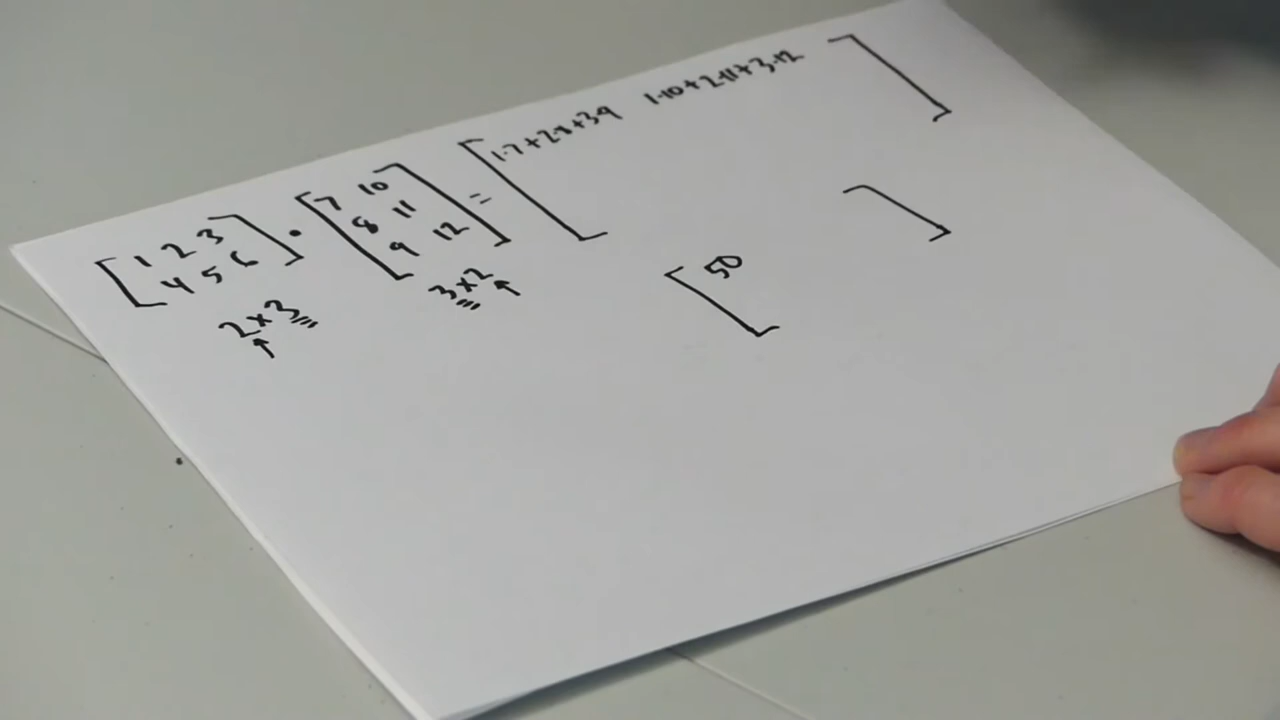 [1 2 3 · [7 10 = [1·7+2·8+3·9 1·10+2·11+3·12]
4 5 6] 8 11
9 12]
2×3 3×2
↑ ↑
[50 ]